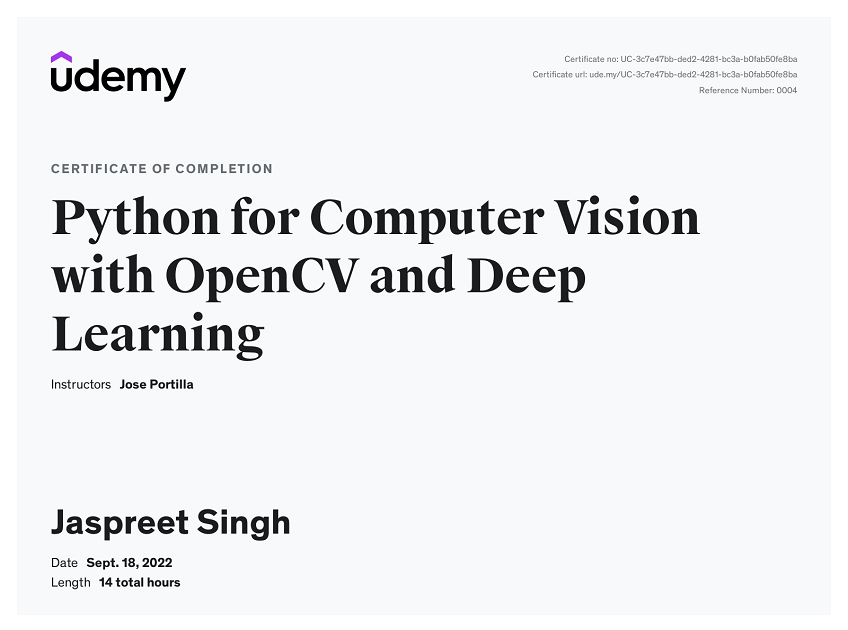 udemy
Certificate no: UC-3c7e47bb-ded2-4281-bc3a-b0fab50fe8ba
Certificate url: ude.my/UC-3c7e47bb-ded2-4281-bc3a-b0fab50fe8ba
Reference Number: 0004
CERTIFICATE OF COMPLETION
Python for Computer Vision
with OpenCV and Deep
Learning
Instructors Jose Portilla
Jaspreet Singh
Date Sept. 18, 2022
Length 14 total hours